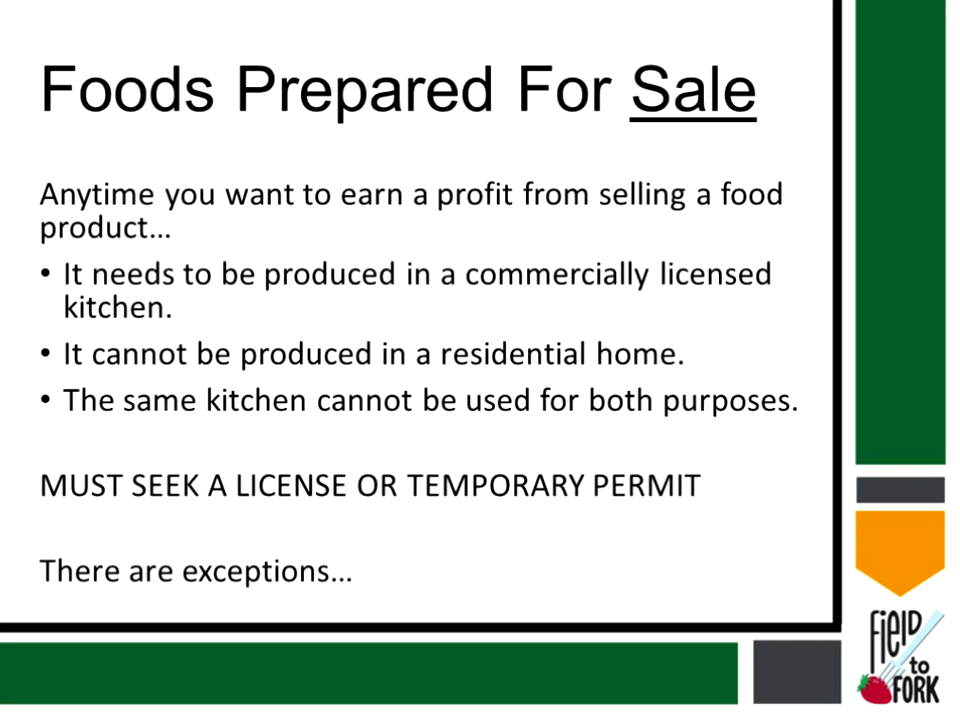 Foods Prepared For Sale
Anytime you want to earn a profit from selling a food
product...
• It needs to be produced in a commercially licensed
kitchen.
• It cannot be produced in a residential home.
• The same kitchen cannot be used for both purposes.
MUST SEEK A LICENSE OR TEMPORARY PERMIT
There are exceptions...
FiElD
to
FORK